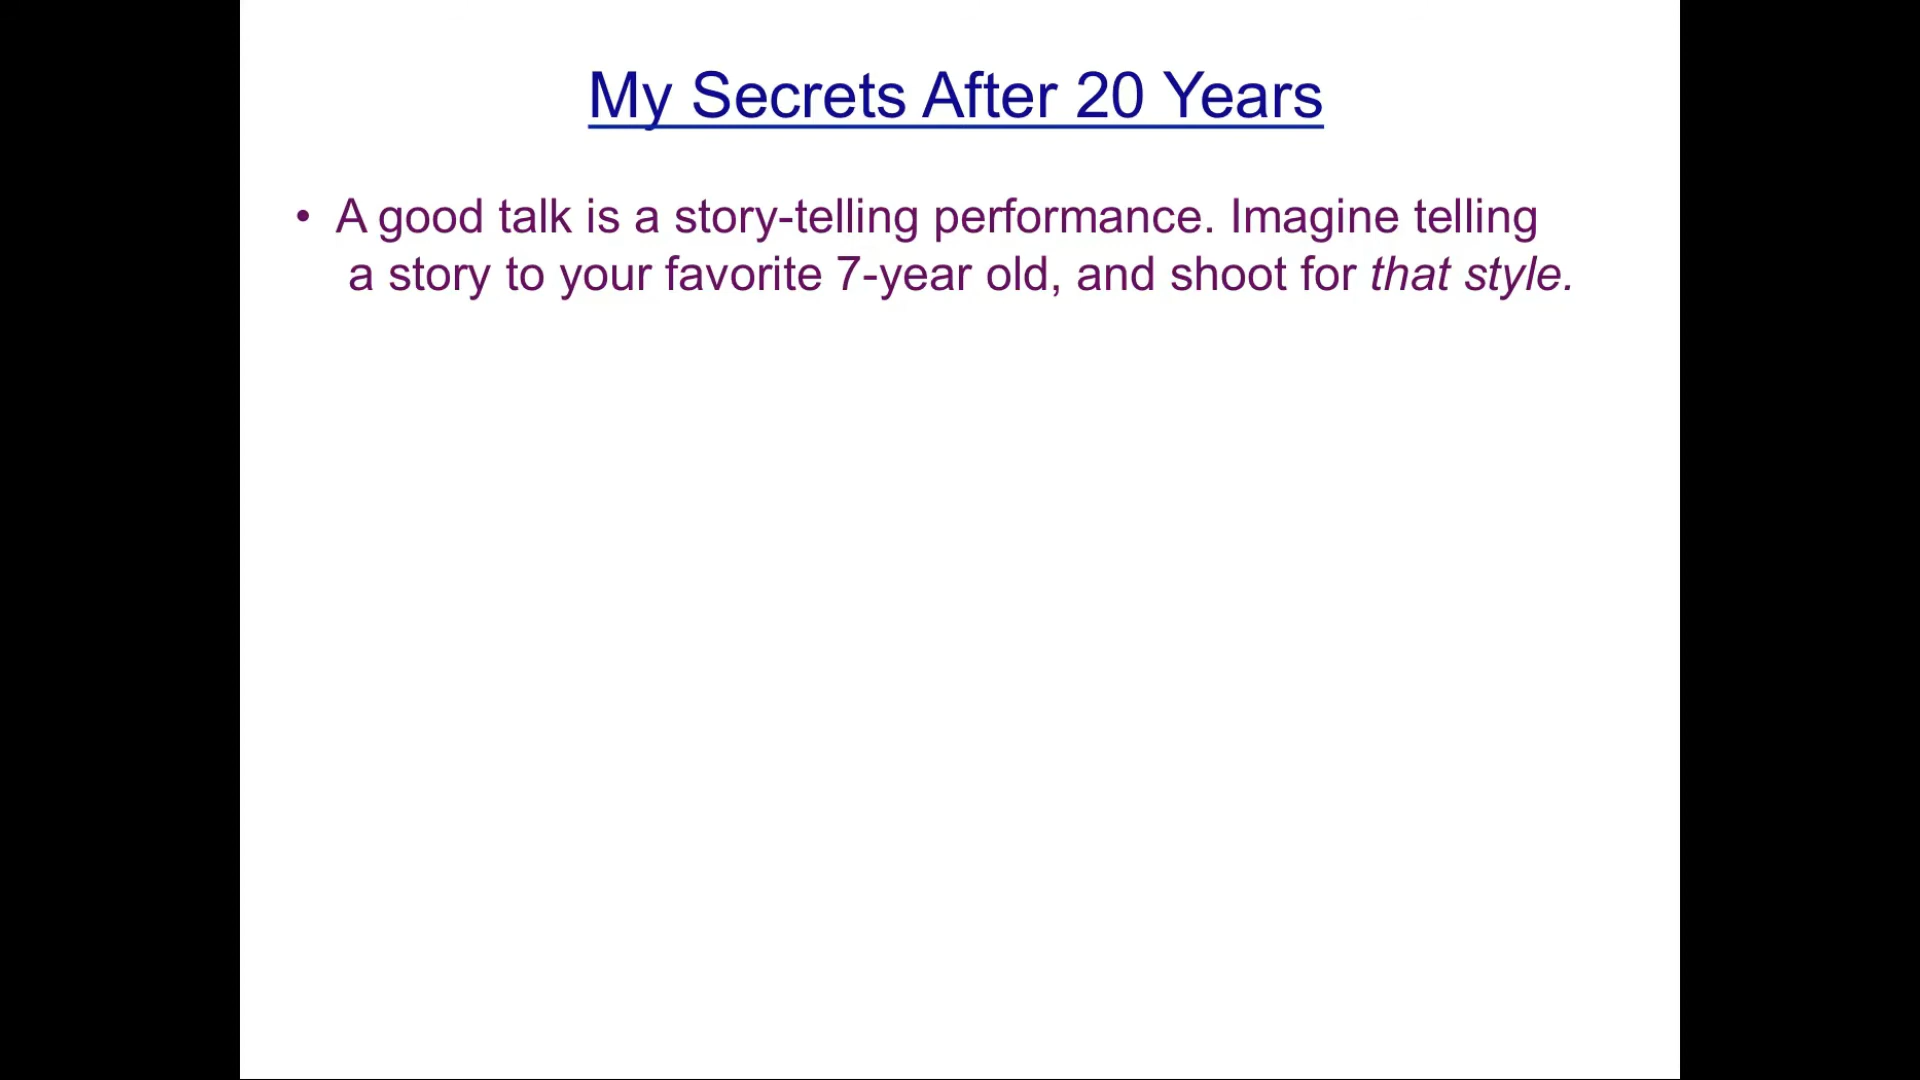 My Secrets After 20 Years
• A good talk is a story-telling performance. Imagine telling
a story to your favorite 7-year old, and shoot for that style.